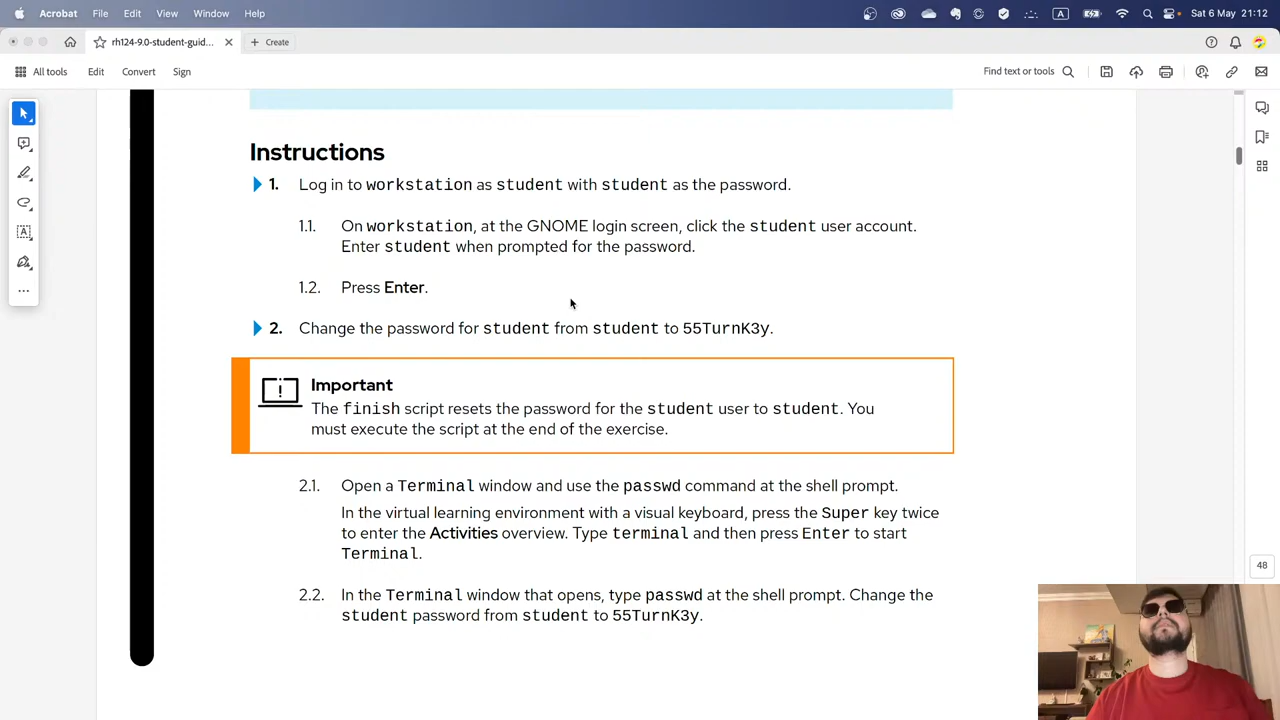 Acrobat File Edit View Window Help
A
Sat 6 May 21:12
rh124-9.0-student-guid...
Create
All tools Edit Convert Sign
Find text or tools
Instructions
1. Log in to workstation as student with student as the password.
1.1. On workstation, at the GNOME login screen, click the student user account.
Enter student when prompted for the password.
1.2. Press Enter.
2. Change the password for student from student to 55TurnK3y.
Important
The finish script resets the password for the student user to student. You
must execute the script at the end of the exercise.
2.1. Open a Terminal window and use the passwd command at the shell prompt.
In the virtual learning environment with a visual keyboard, press the Super key twice
to enter the Activities overview. Type terminal and then press Enter to start
Terminal.
48
2.2. In the Terminal window that opens, type passwd at the shell prompt. Change the
student password from student to 55TurnK3y.